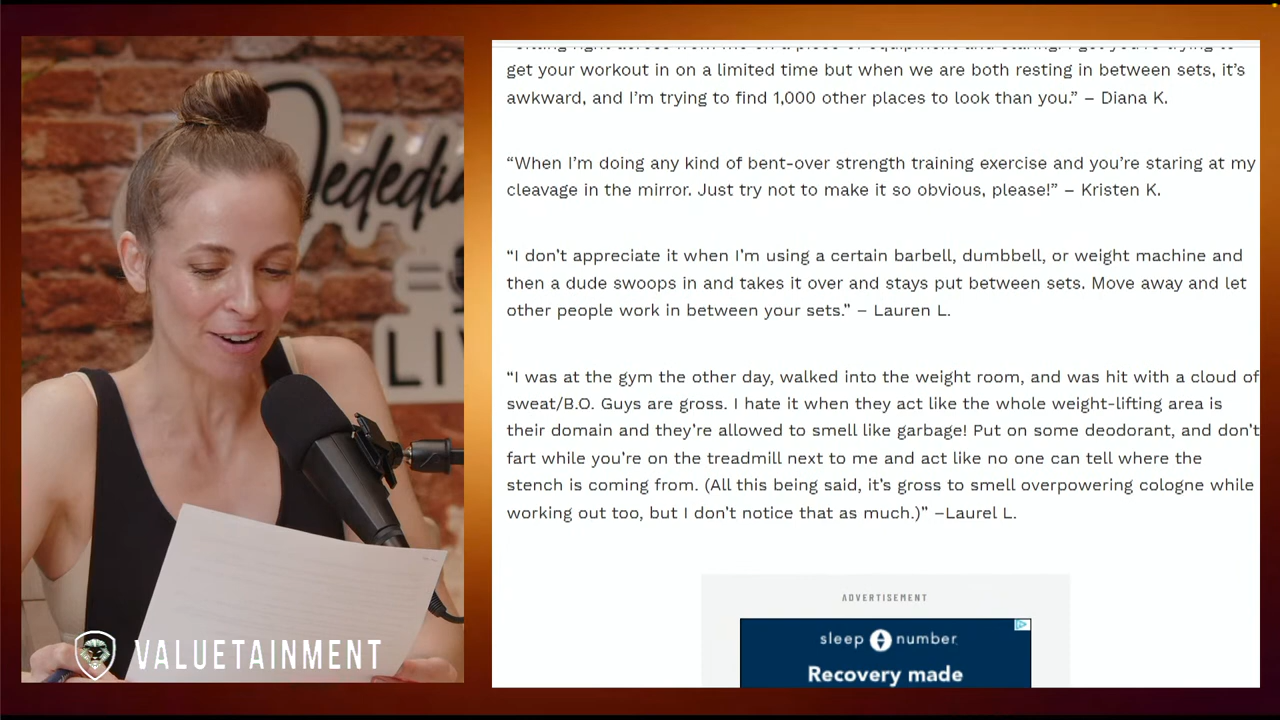 get your workout in on a limited time but when we are both resting in between sets, it’s
awkward, and I’m trying to find 1,000 other places to look than you.” – Diana K.
“When I’m doing any kind of bent-over strength training exercise and you’re staring at my
cleavage in the mirror. Just try not to make it so obvious, please!” – Kristen K.
“I don’t appreciate it when I’m using a certain barbell, dumbbell, or weight machine and
then a dude swoops in and takes it over and stays put between sets. Move away and let
other people work in between your sets.” – Lauren L.
“I was at the gym the other day, walked into the weight room, and was hit with a cloud of
sweat/B.O. Guys are gross. I hate it when they act like the whole weight-lifting area is
their domain and they’re allowed to smell like garbage! Put on some deodorant, and don’t
fart while you’re on the treadmill next to me and act like no one can tell where the
stench is coming from. (All this being said, it’s gross to smell overpowering cologne while
working out too, but I don’t notice that as much.)” –Laurel L.
ADVERTISEMENT
sleep number
Recovery made
Jededia
LIV
VALUETAINMENT